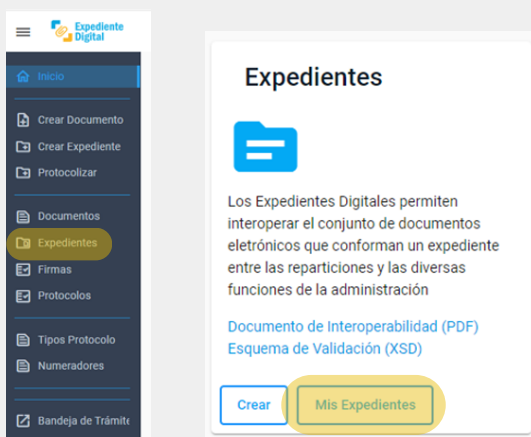 Expediente
Digital
Inicio
Crear Documento
Crear Expediente
Protocolizar
Documentos
Expedientes
Firmas
Protocolos
Tipos Protocolo
Numeradores
Bandeja de Trámite
Expedientes
Los Expedientes Digitales permiten
interoperar el conjunto de documentos
eletrónicos que conforman un expediente
entre las reparticiones y las diversas
funciones de la administración
Documento de Interoperabilidad (PDF)
Esquema de Validación (XSD)
Crear
Mis Expedientes